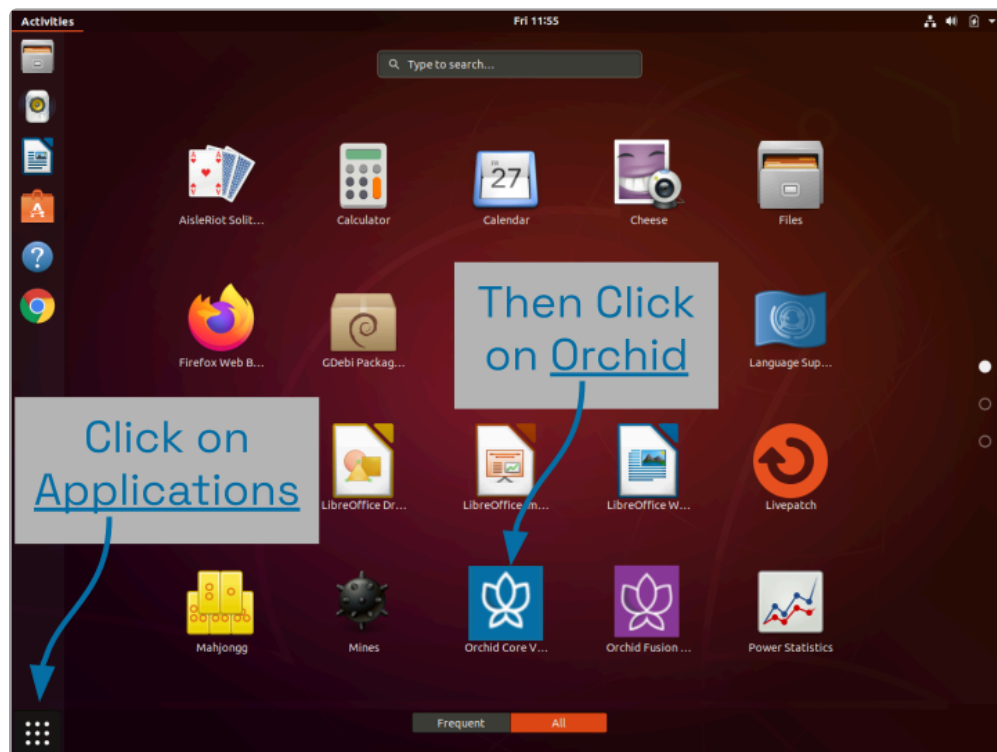 Activities
Fri 11:55
Type to search...
AisleRiot Solit...
Calculator
FRI
27
Calendar
Cheese
Files
Firefox Web B...
GDebi Packag...
Then Click
on Orchid
Language Sup...
Click on
Applications
LibreOffice Dr...
LibreOffice Im...
LibreOffice W...
Livepatch
Mahjongg
Mines
Orchid Core V...
Orchid Fusion ...
Power Statistics
Frequent
All